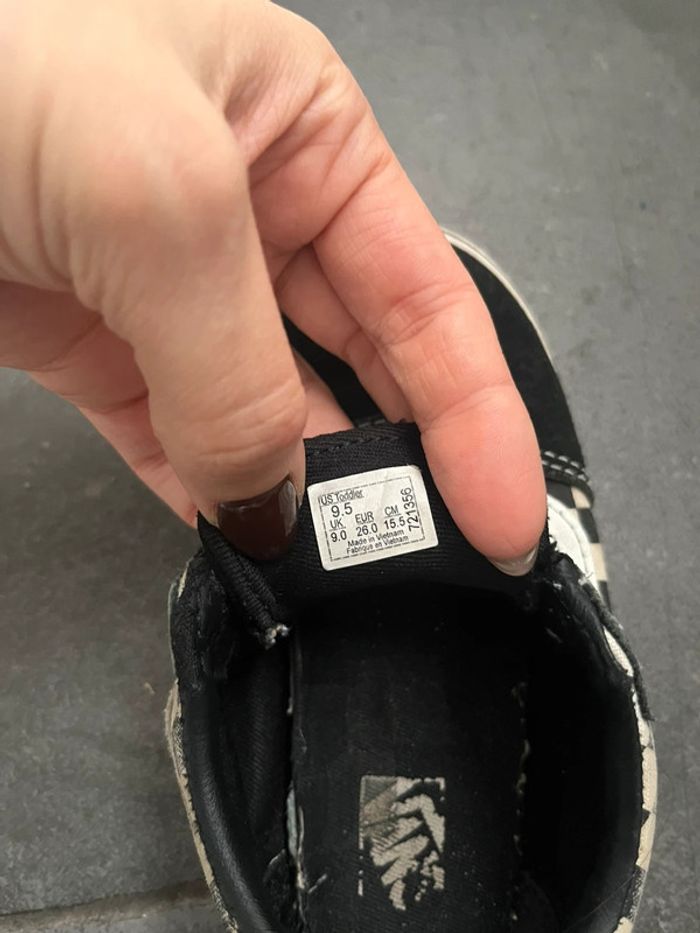 US Toddler
9.5
UK EUR CM
9.0 26.0 15.5
Made in Vietnam
Fabriqué en Vietnam
721356